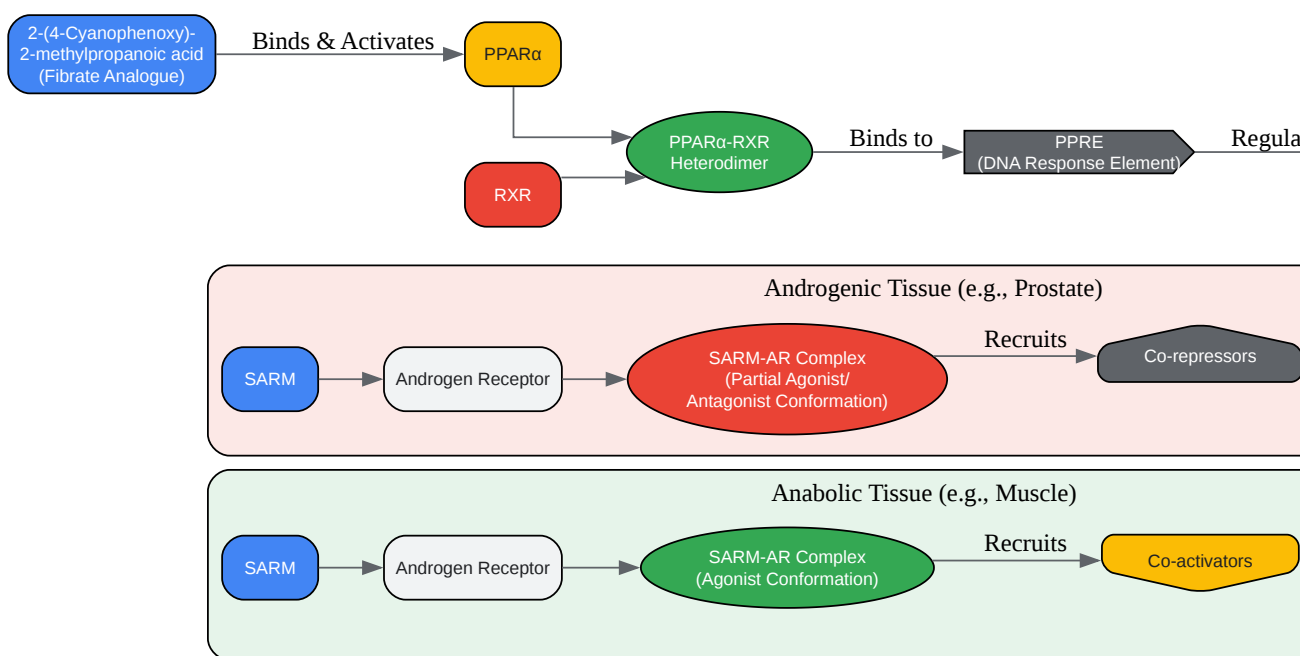 2-(4-Cyanophenoxy)-
2-methylpropanoic acid
(Fibrate Analogue)
Binds & Activates
PPARα
PPARα-RXR
Heterodimer
RXR
Binds to
PPRE
(DNA Response Element)
Regula
Androgenic Tissue (e.g., Prostate)
SARM
Androgen Receptor
SARM-AR Complex
(Partial Agonist/
Antagonist Conformation)
Recruits
Co-repressors
Anabolic Tissue (e.g., Muscle)
SARM
Androgen Receptor
SARM-AR Complex
(Agonist Conformation)
Recruits
Co-activators